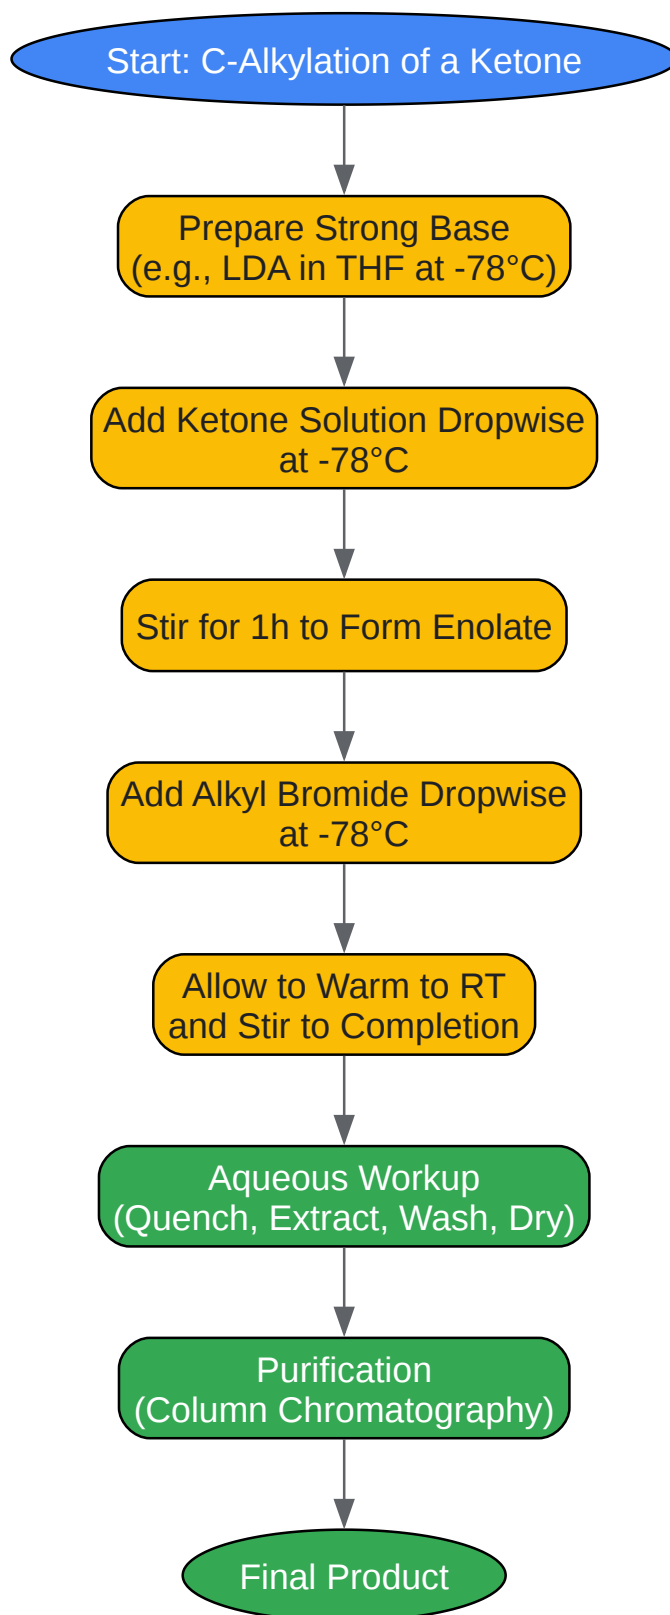 Start: C-Alkylation of a Ketone
Prepare Strong Base
(e.g., LDA in THF at -78°C)
Add Ketone Solution Dropwise
at -78°C
Stir for 1h to Form Enolate
Add Alkyl Bromide Dropwise
at -78°C
Allow to Warm to RT
and Stir to Completion
Aqueous Workup
(Quench, Extract, Wash, Dry)
Purification
(Column Chromatography)
Final Product